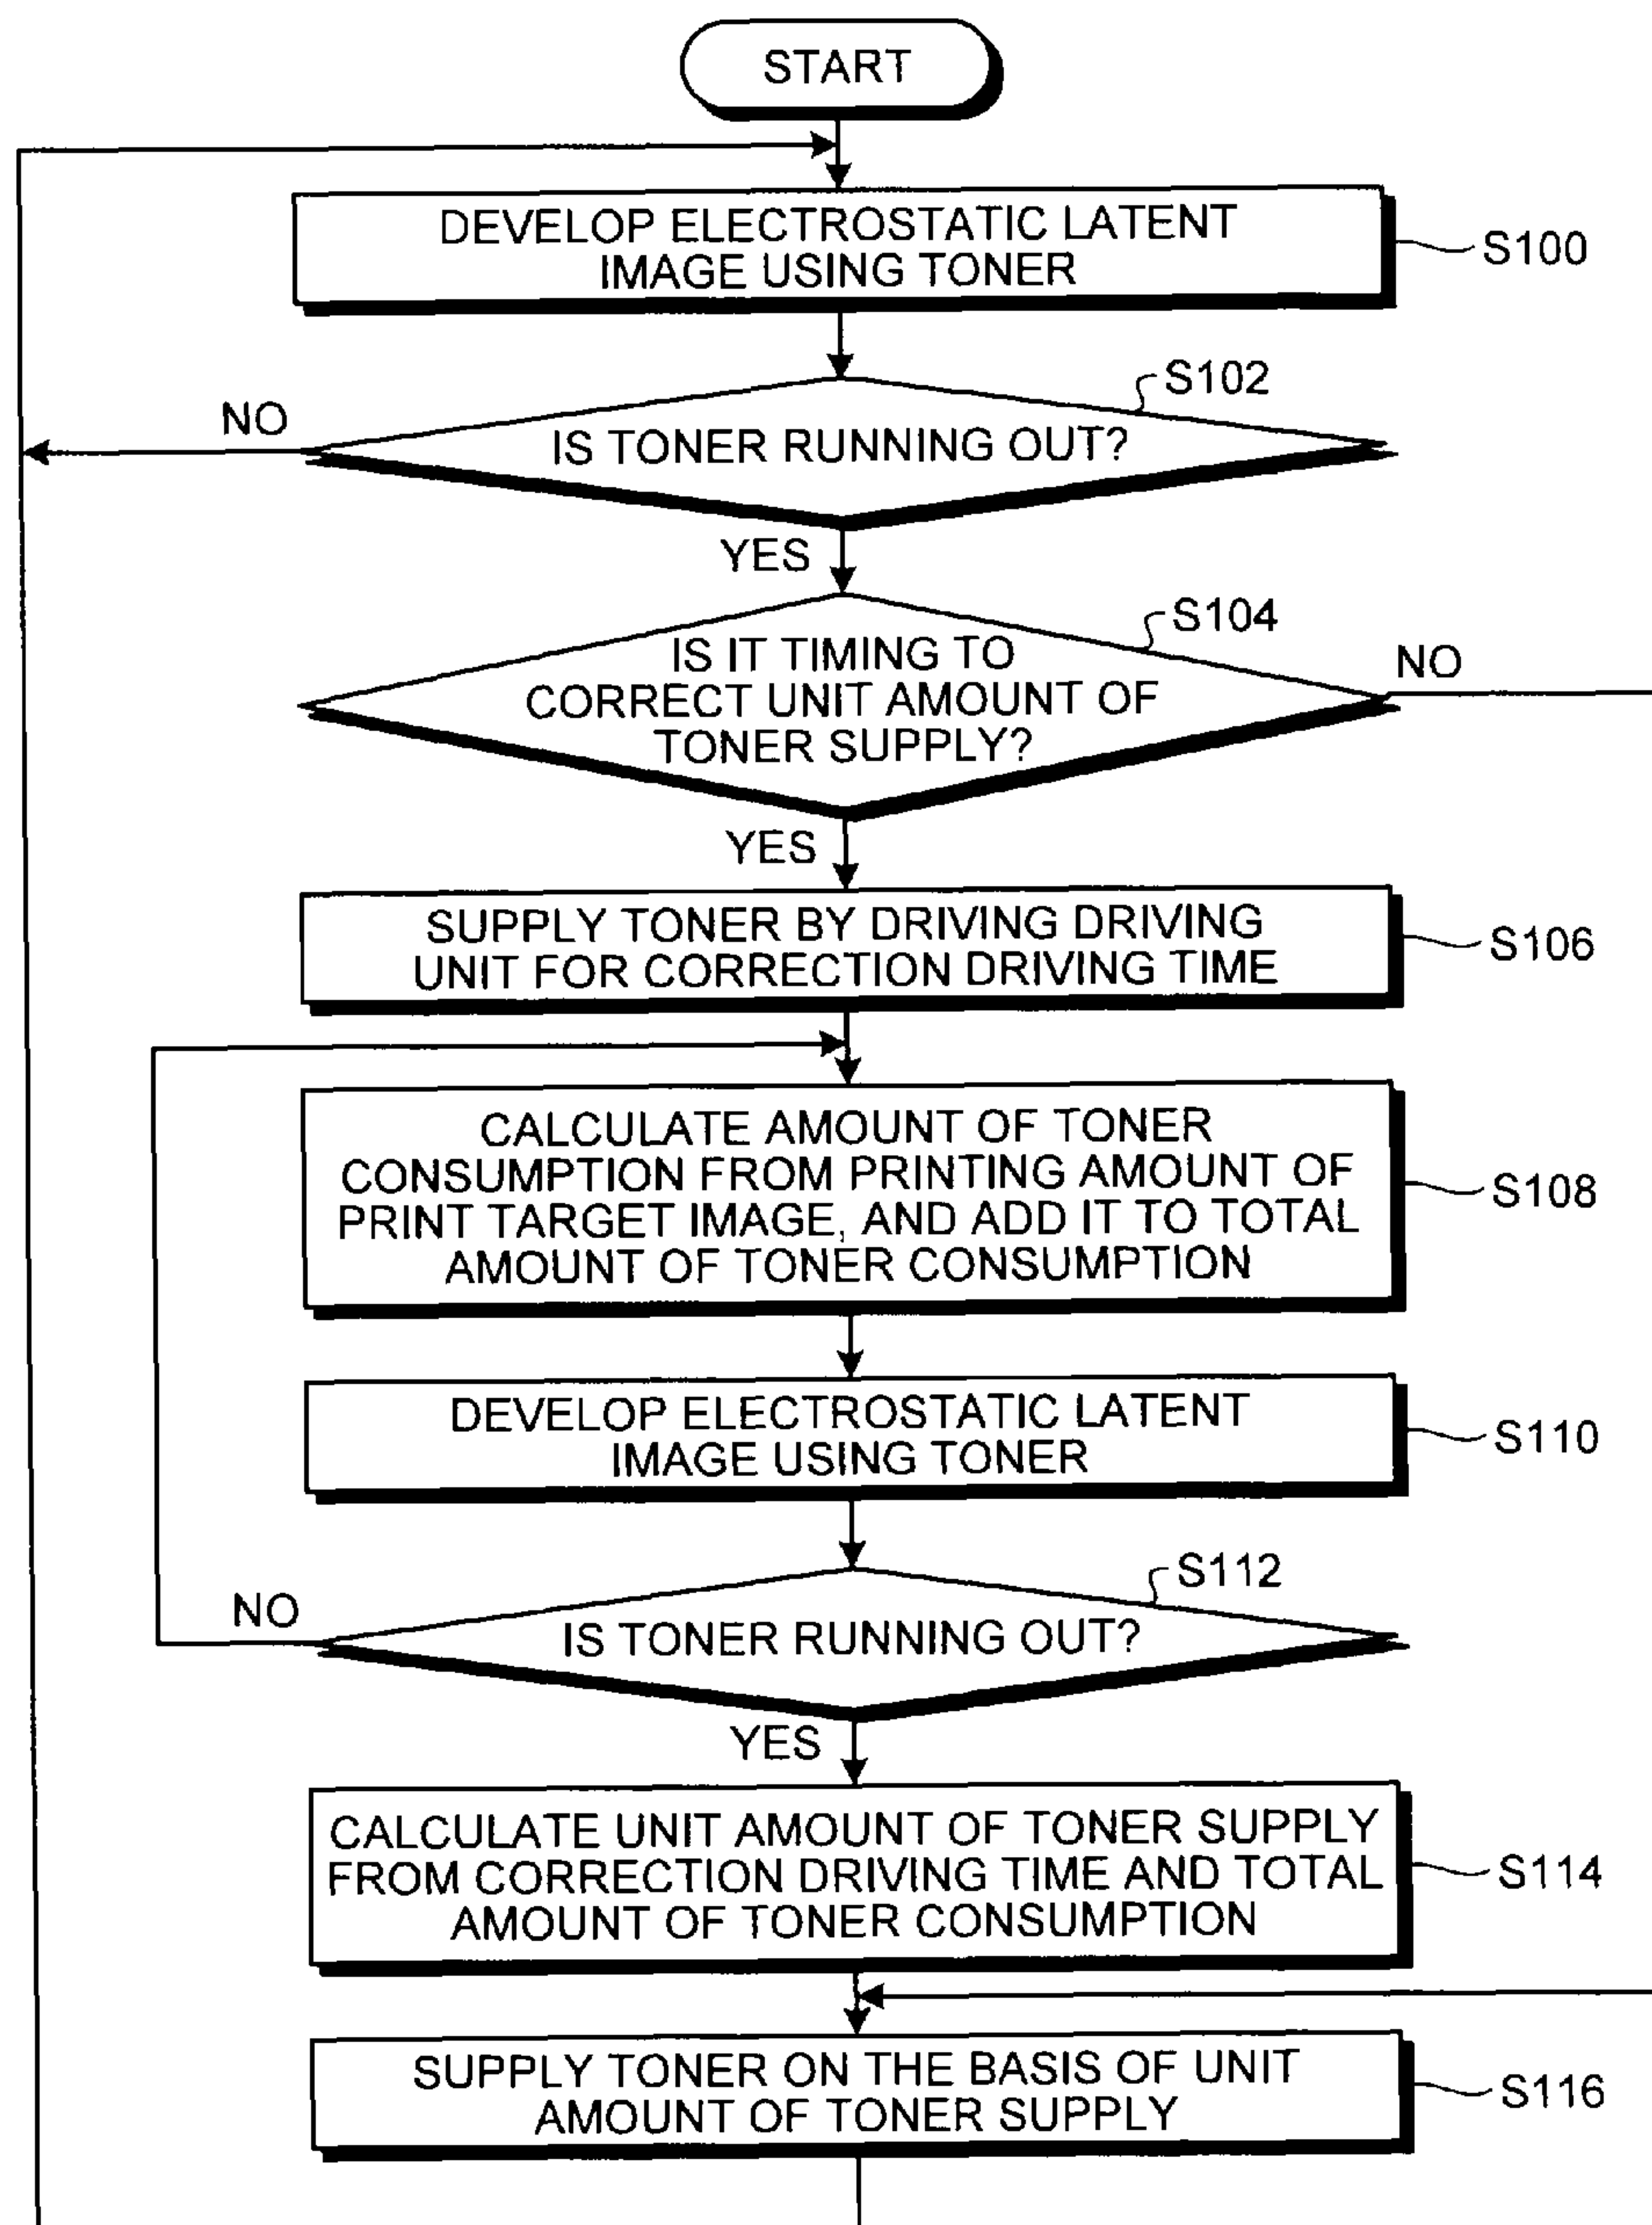 START
DEVELOP ELECTROSTATIC LATENT
IMAGE USING TONER
S100
S102
NO
IS TONER RUNNING OUT?
YES
S104
IS IT TIMING TO
CORRECT UNIT AMOUNT OF
TONER SUPPLY?
NO
YES
SUPPLY TONER BY DRIVING DRIVING
UNIT FOR CORRECTION DRIVING TIME
S106
CALCULATE AMOUNT OF TONER
CONSUMPTION FROM PRINTING AMOUNT OF
PRINT TARGET IMAGE, AND ADD IT TO TOTAL
AMOUNT OF TONER CONSUMPTION
S108
DEVELOP ELECTROSTATIC LATENT
IMAGE USING TONER
S110
S112
NO
IS TONER RUNNING OUT?
YES
CALCULATE UNIT AMOUNT OF TONER SUPPLY
FROM CORRECTION DRIVING TIME AND TOTAL
AMOUNT OF TONER CONSUMPTION
S114
SUPPLY TONER ON THE BASIS OF UNIT
AMOUNT OF TONER SUPPLY
S116